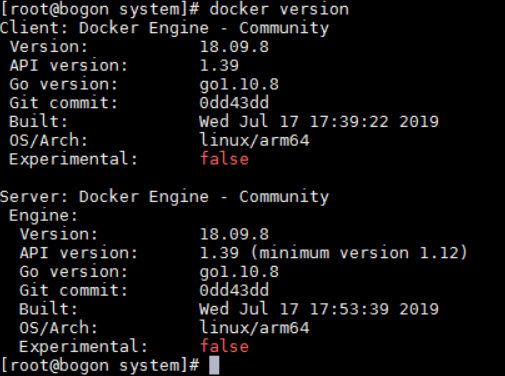 [root@bogon system]# docker version
Client: Docker Engine - Community
 Version:           18.09.8
 API version:       1.39
 Go version:        go1.10.8
 Git commit:        0dd43dd
 Built:             Wed Jul 17 17:39:22 2019
 OS/Arch:           linux/arm64
 Experimental:      false

Server: Docker Engine - Community
 Engine:
  Version:          18.09.8
  API version:      1.39 (minimum version 1.12)
  Go version:       go1.10.8
  Git commit:       0dd43dd
  Built:            Wed Jul 17 17:53:39 2019
  OS/Arch:          linux/arm64
  Experimental:     false
[root@bogon system]#